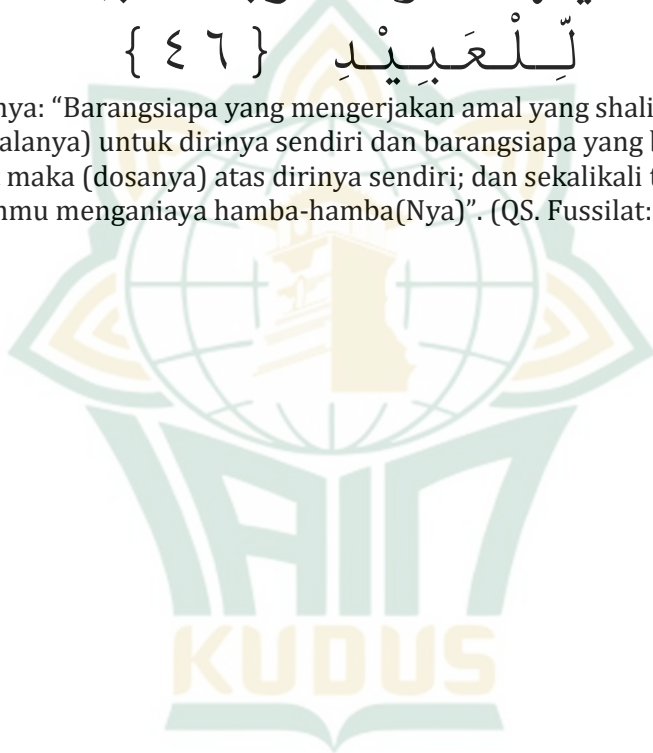 لِّلْعَبِيْدِ {٤٦}
nya: “Barangsiapa yang mengerjakan amal yang shali
alanya) untuk dirinya sendiri dan barangsiapa yang
maka (dosanya) atas dirinya sendiri; dan sekalikali
mu menganiaya hamba-hamba(Nya)”. (QS. Fussilat:
IAIN
KUDUS